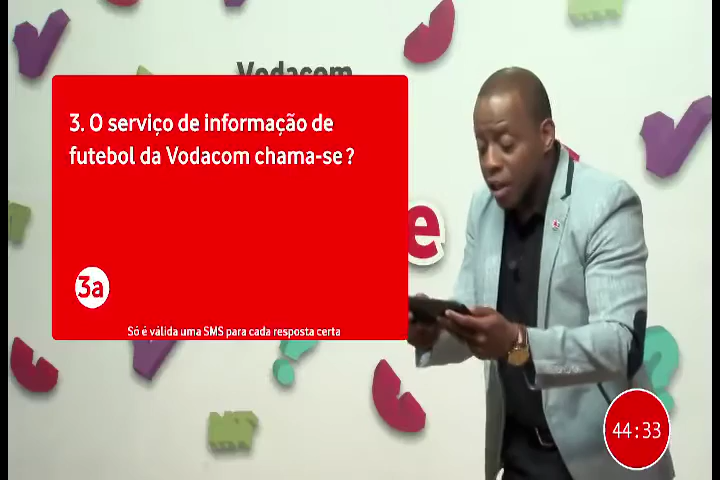 Vodacom
3. O serviço de informação de
futebol da Vodacom chama-se?
e
3a
Só é válida uma SMS para cada resposta certa
MT
44:33